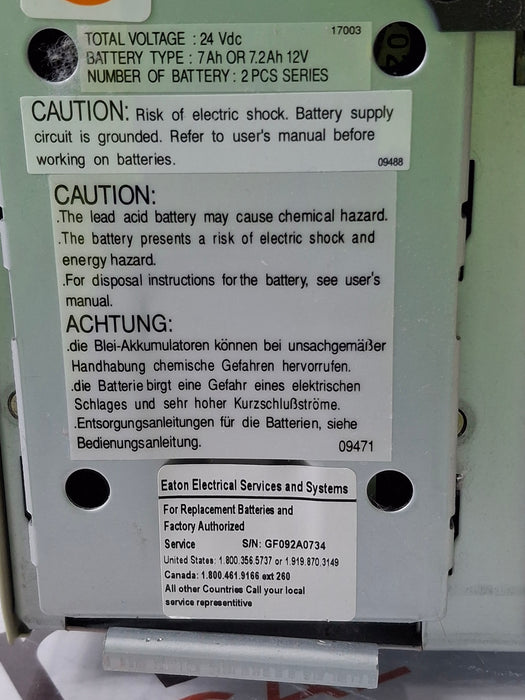 TOTAL VOLTAGE : 24 Vdc 17003
BATTERY TYPE : 7Ah OR 7.2Ah 12V
NUMBER OF BATTERY : 2 PCS SERIES
CAUTION: Risk of electric shock. Battery supply
circuit is grounded. Refer to user's manual before
working on batteries. 09488
CAUTION:
.The lead acid battery may cause chemical hazard.
.The battery presents a risk of electric shock and
energy hazard.
.For disposal instructions for the battery, see user's
manual.
ACHTUNG:
.die Blei-Akkumulatoren können bei unsachgemäßer
Handhabung chemische Gefahren hervorrufen.
.die Batterie birgt eine Gefahr eines elektrischen
Schlages und sehr hoher Kurzschlußströme.
.Entsorgungsanleitungen für die Batterien, siehe
Bedienungsanleitung. 09471
Eaton Electrical Services and Systems
For Replacement Batteries and
Factory Authorized
Service S/N: GF092A0734
United States: 1.800.356.5737 or 1.919.870.3149
Canada: 1.800.461.9166 ext 260
All other Countries Call your local
service representitive